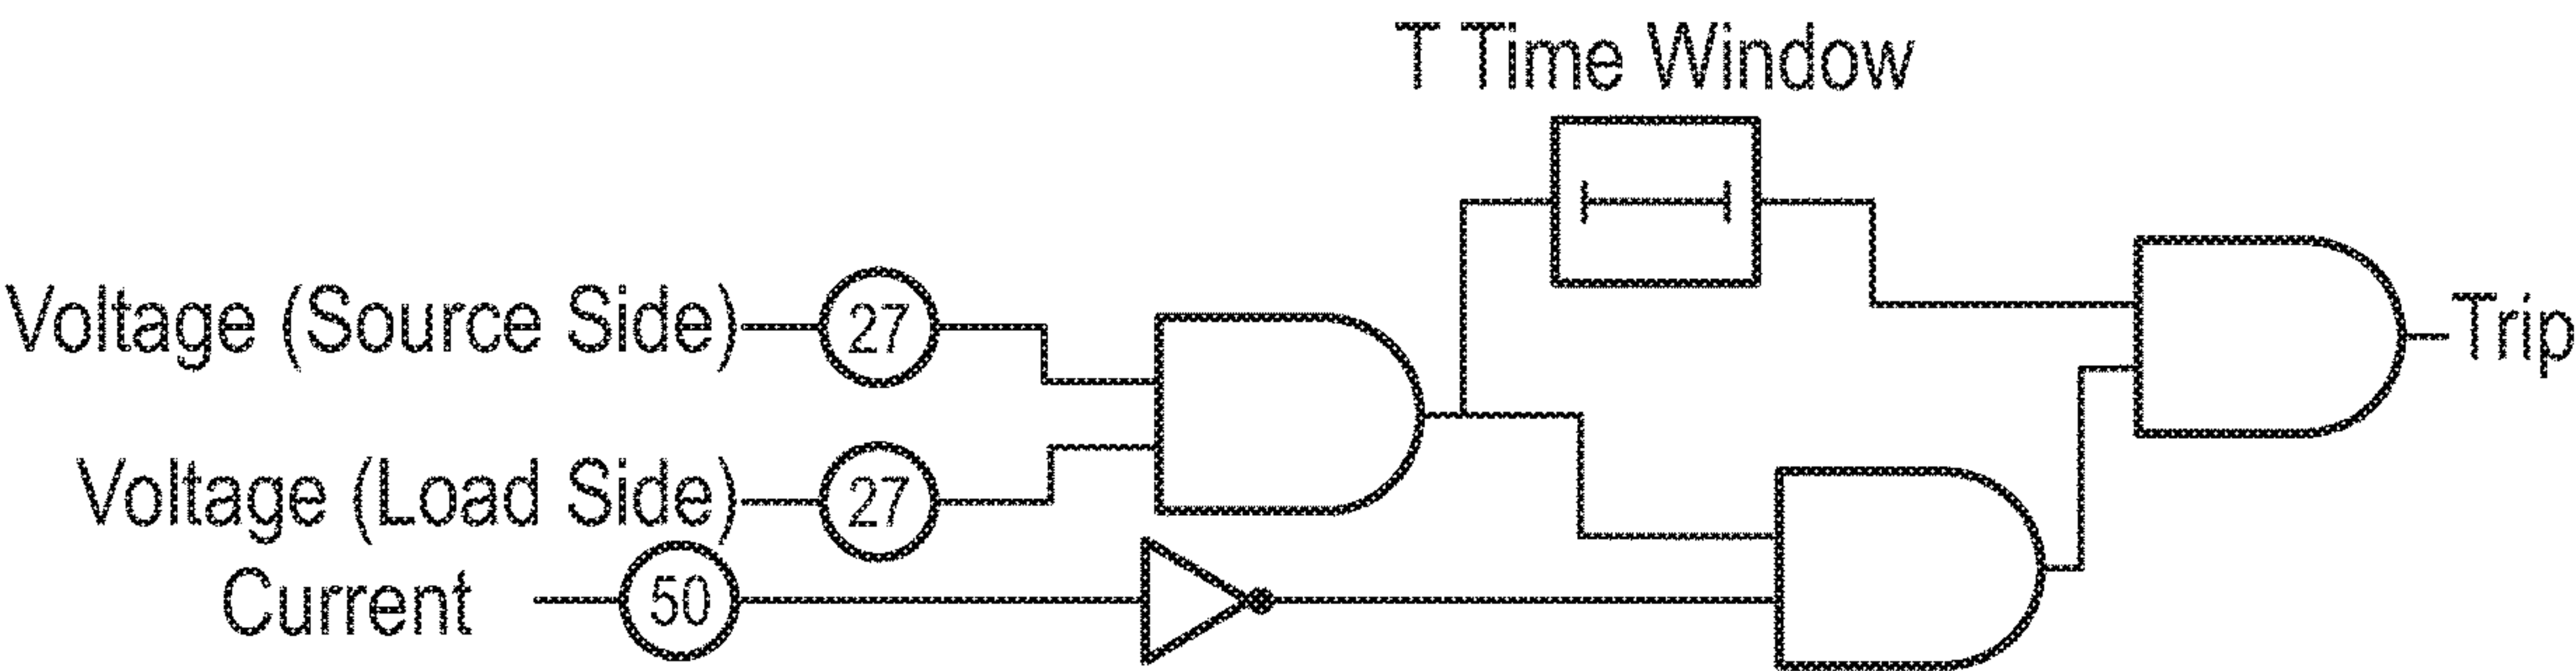 T Time Window
Voltage (Source Side)
27
Trip
Voltage (Load Side)
27
Current
50